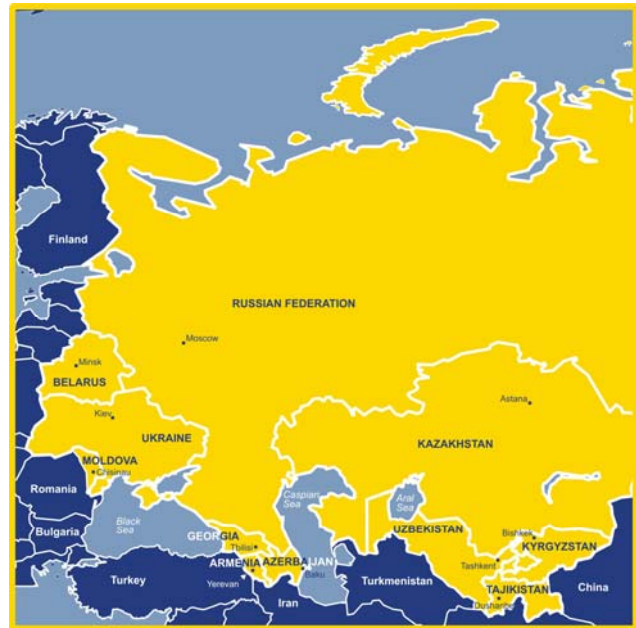 Finland
RUSSIAN FEDERATION
Moscow
Minsk
BELARUS
Astana
Kiev
UKRAINE
KAZAKHSTAN
MOLDOVA
Chisinau
Romania
Caspian
Sea
Aral
Sea
Black
Sea
Bulgaria
GEORGIA
Tbilisi
UZBEKISTAN
Bishkek
KYRGYZSTAN
ARMENIA
AZERBAIJAN
Baku
Tashkent
Turkey
Yerevan
Turkmenistan
TAJIKISTAN
China
Iran
Dushanbe